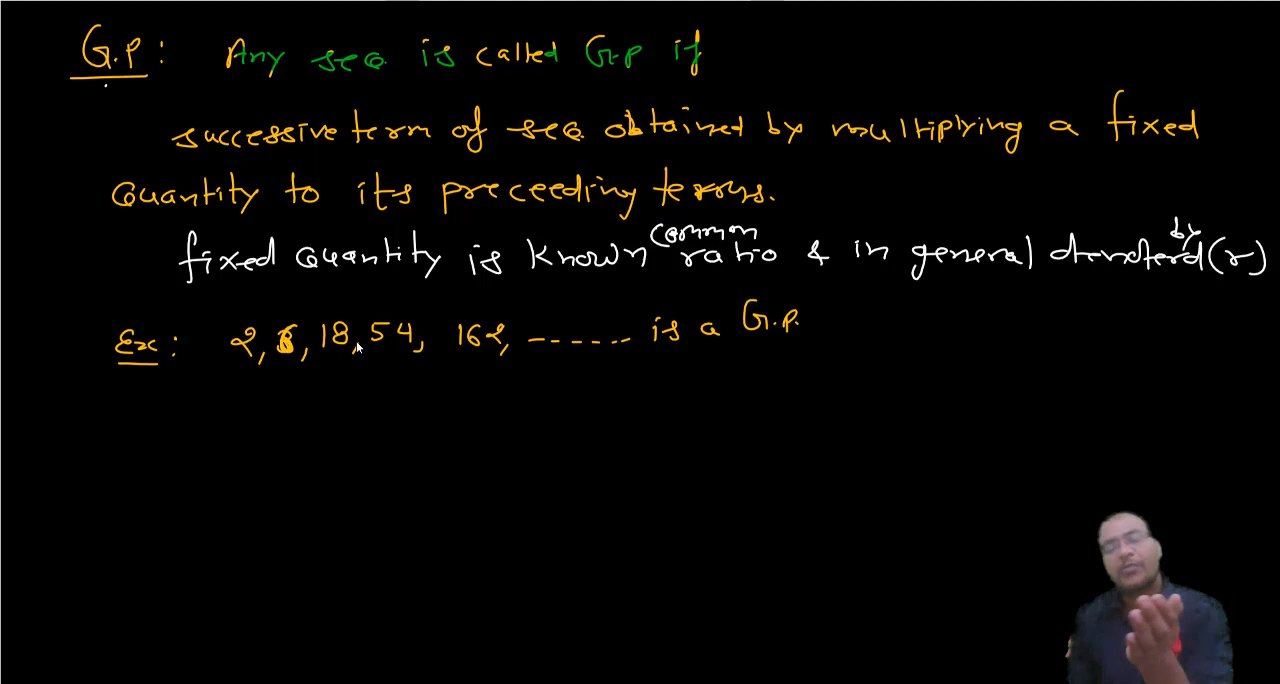 G.P : Any seq. is called G.P if
successive term of seq. obtained by multiplying a fixed
quantity to its preceeding terms.
fixed quantity is known common ratio & in general denoterd by (r)
Ex : 2, 6, 18, 54, 162, ------ is a G.P.